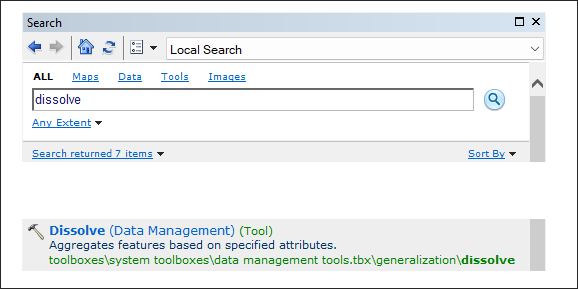 Search
Local Search
ALL Maps Data Tools Images
dissolve
Any Extent
Search returned 7 items Sort By
Dissolve (Data Management) (Tool)
Aggregates features based on specified attributes.
toolboxes\system toolboxes\data management tools.tbx\generalization\dissolve